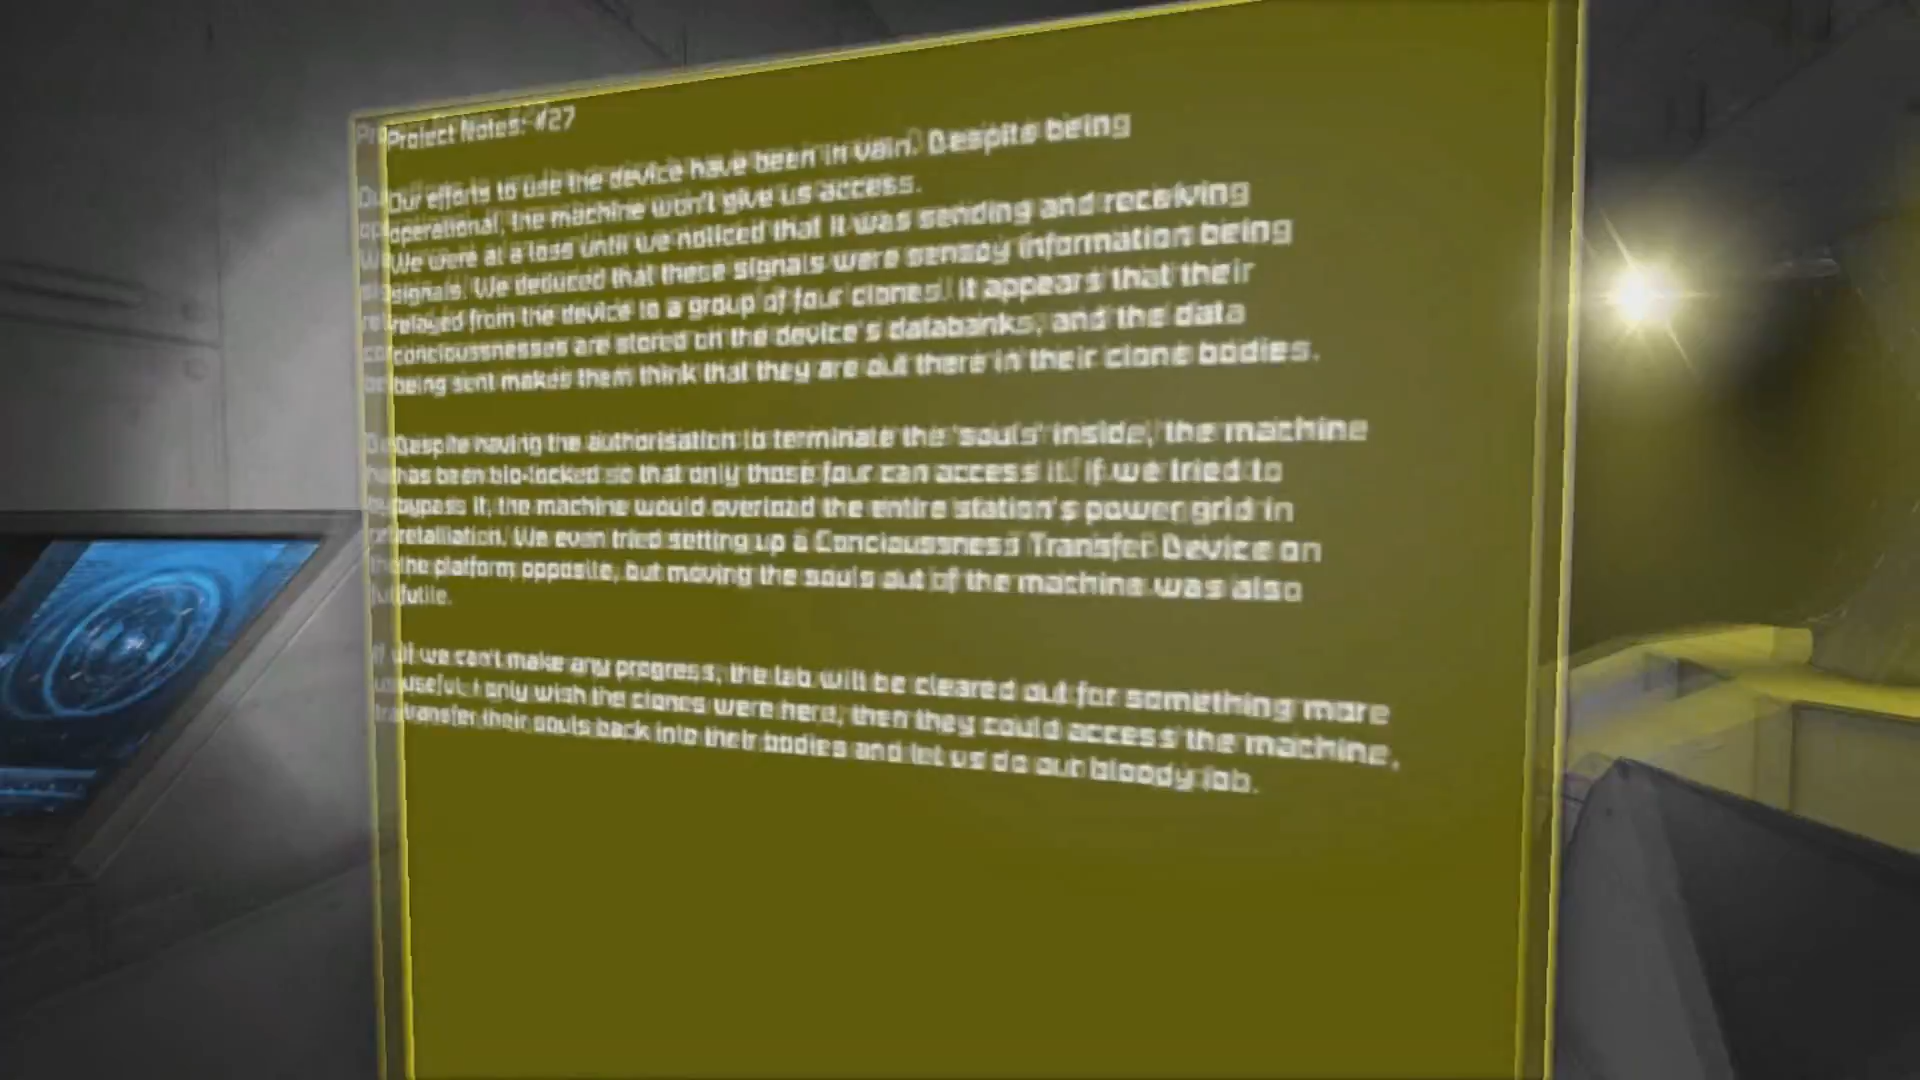 Project Notes: #27
Our efforts to use the device have been in vain. Despite being
operational, the machine won't give us access.
We were at a loss until we noticed that it was sending and receiving
signals. We deduced that these signals were sensoy information being
relayed from the device to a group of four clones. It appears that their
concioussnesses are stored on the device's databanks, and the data
being sent makes them think that they are out there in their clone bodies.
Despite having the authorisation to terminate the 'souls' inside, the machine
has been bio-locked so that only those four can access it. If we tried to
bypass it, the machine would overload the entire station's power grid in
retalliation. We even tried setting up a Concioussness Transfer Device on
the platform opposite, but moving the souls out of the machine was also
futile.
If we can't make any progress, the lab will be cleared out for something more
useful. I only wish the clones were here, then they could access the machine,
transfer their souls back into their bodies and let us do our bloody job.